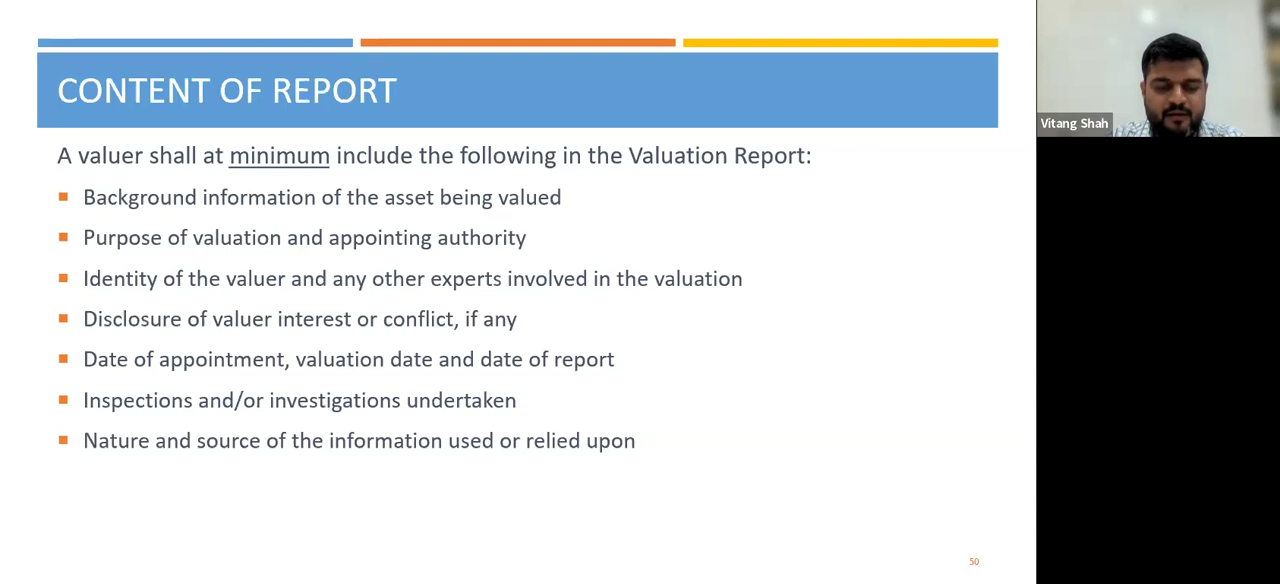 CONTENT OF REPORT
A valuer shall at minimum include the following in the Valuation Report:
Background information of the asset being valued
Purpose of valuation and appointing authority
Identity of the valuer and any other experts involved in the valuation
Disclosure of valuer interest or conflict, if any
Date of appointment, valuation date and date of report
Inspections and/or investigations undertaken
Nature and source of the information used or relied upon
50
Vitang Shah